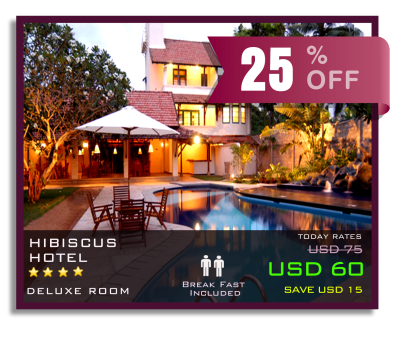 25 % OFF
HIBISCUS
HOTEL
DELUXE ROOM
Break Fast
Included
TODAY RATES
USD 75
USD 60
SAVE USD 15